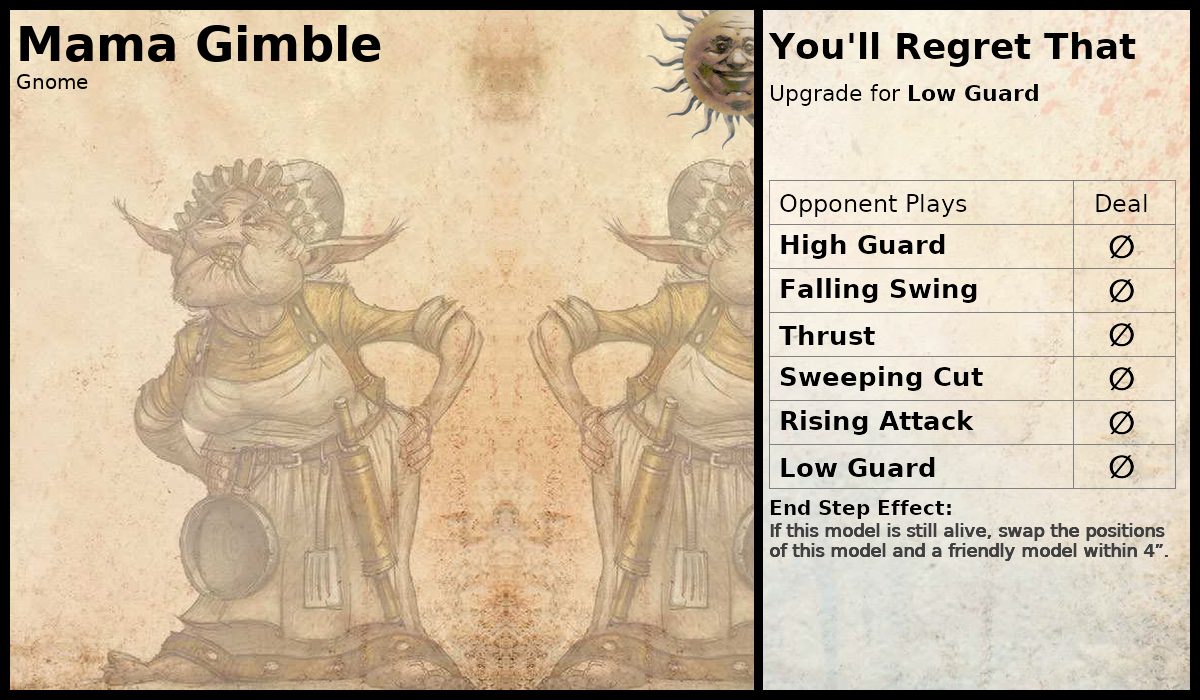 Mama Gimble
Gnome
You'll Regret That
Upgrade for Low Guard
Opponent Plays Deal
High Guard ∅
Falling Swing ∅
Thrust ∅
Sweeping Cut ∅
Rising Attack ∅
Low Guard ∅
End Step Effect:
If this model is still alive, swap the positions
of this model and a friendly model within 4”.